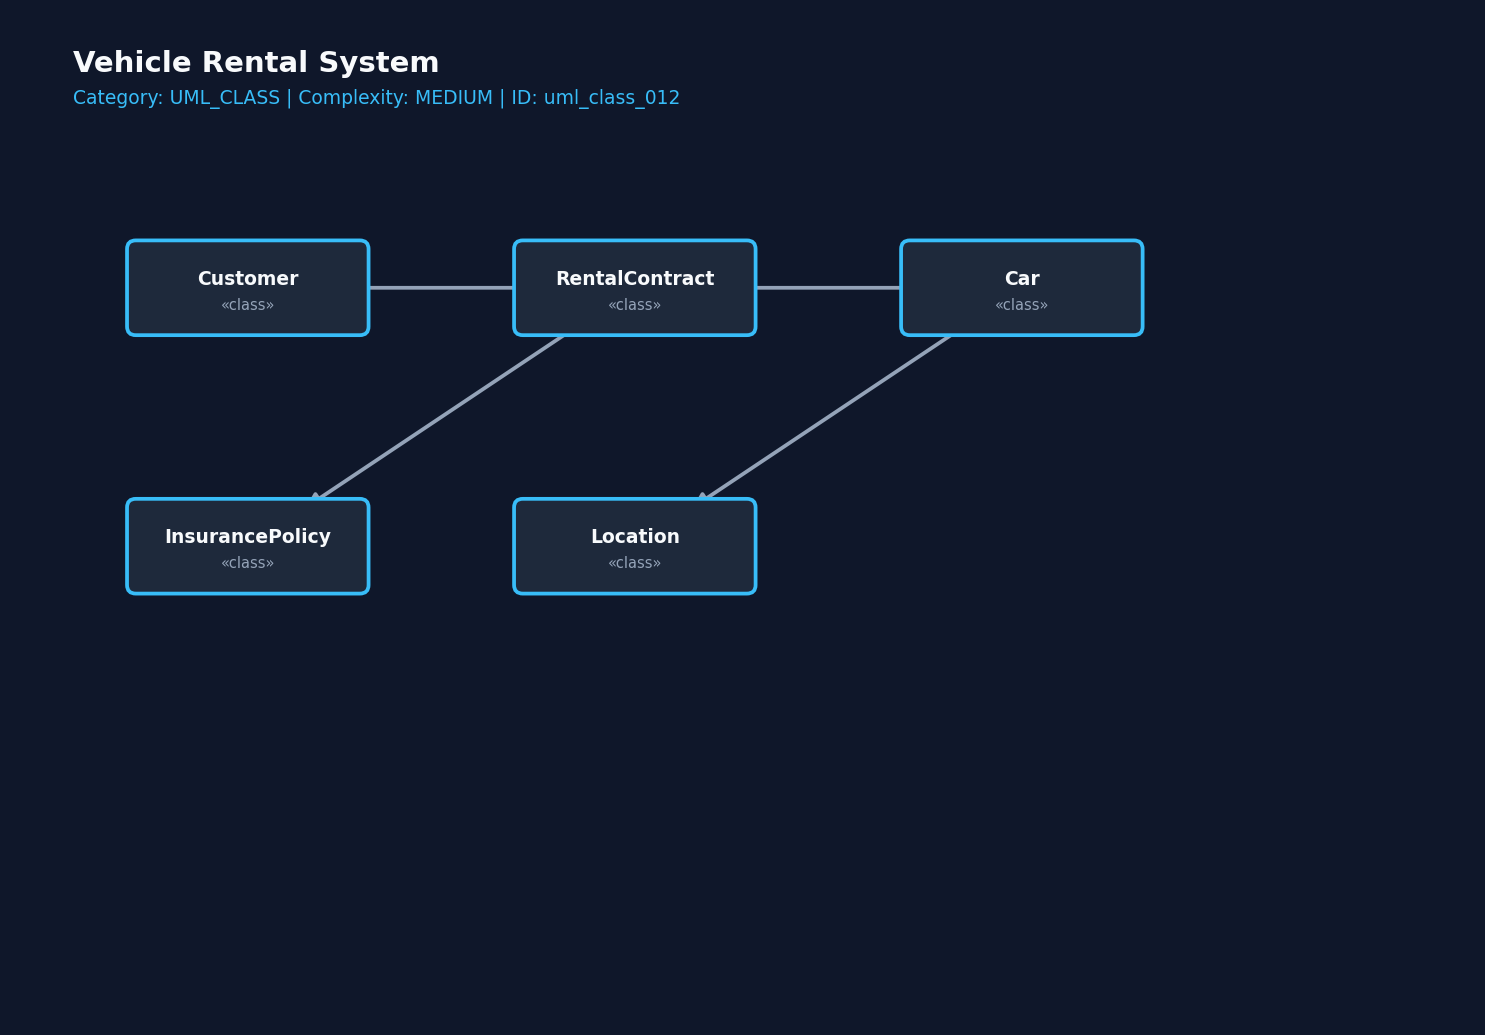 Vehicle Rental System
Category: UML_CLASS | Complexity: MEDIUM | ID: uml_class_012
Customer
«class»
RentalContract
«class»
Car
«class»
InsurancePolicy
«class»
Location
«class»